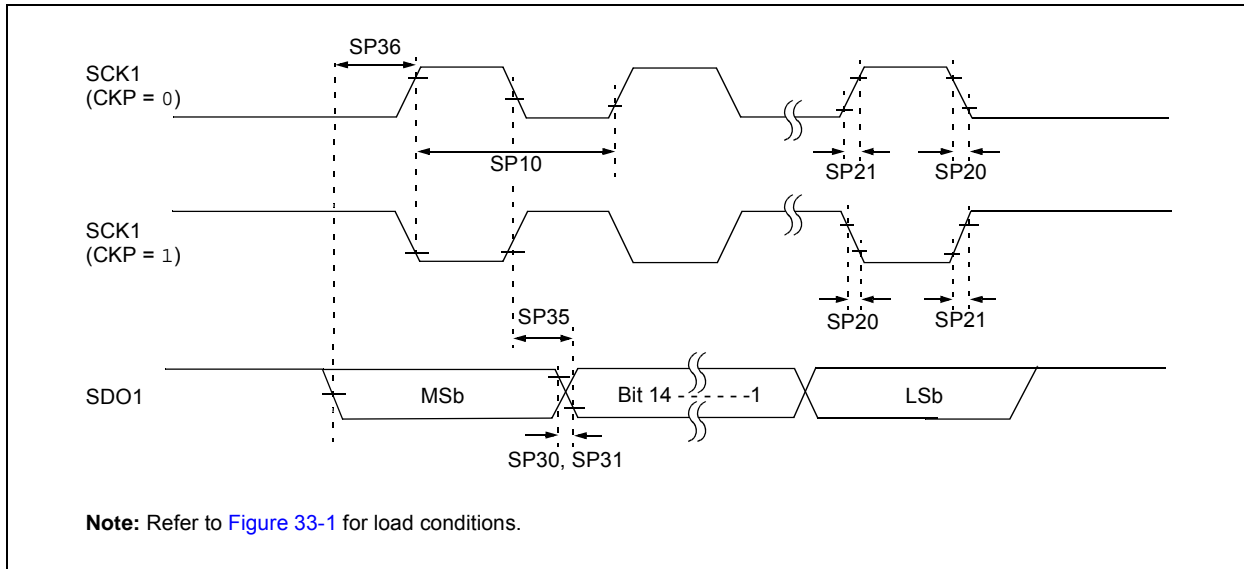 SP36
SCK1
(CKP = 0)
SP10
SP21
SP20
SCK1
(CKP = 1)
SP35
SP20
SP21
SDO1
MSb
Bit 14 - - - - - - -1
LSb
SP30, SP31
Note: Refer to Figure 33-1 for load conditions.